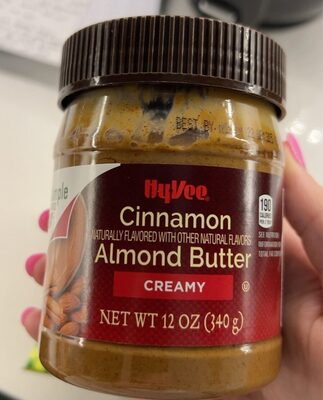 BEST BY
HyVee
Cinnamon
NATURALLY FLAVORED WITH OTHER NATURAL FLAVORS
Almond Butter
CREAMY
NET WT 12 OZ (340 g)
190
CALORIES
U